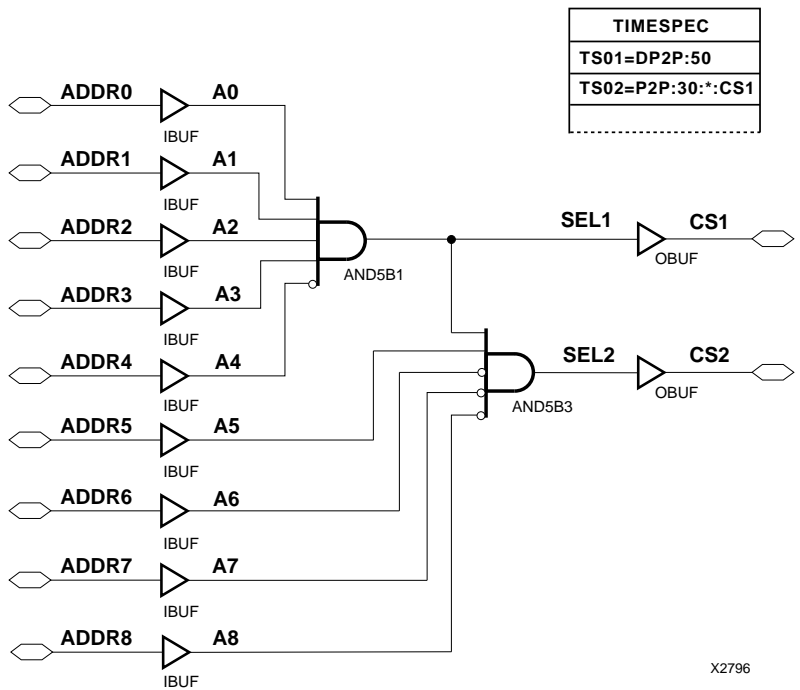 TIMESPEC
TS01=DP2P:50
TS02=P2P:30:*:CS1
ADDR0 A0
IBUF
ADDR1 A1
IBUF
ADDR2 A2
IBUF
ADDR3 A3
IBUF
ADDR4 A4
IBUF
ADDR5 A5
IBUF
ADDR6 A6
IBUF
ADDR7 A7
IBUF
ADDR8 A8
IBUF
AND5B1
SEL1 CS1
OBUF
AND5B3
SEL2 CS2
OBUF
X2796